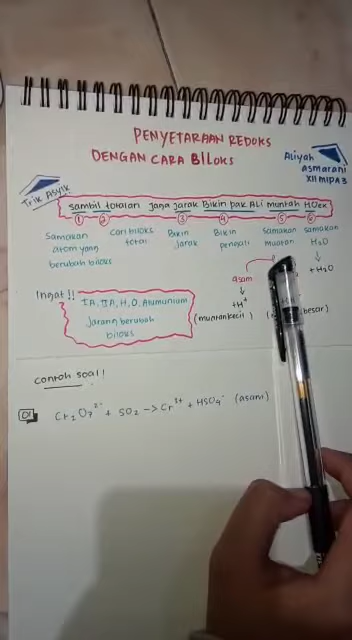 PENYETARAAN REDOKS
DENGAN CARA BILOKS
Aliyah
Asmarani
XII MIPA 3
Trik Asyik
sambil totalan jaga jarak Bikin pak Ali muntah HOek
① ② ③ ④ ⑤ ⑥
Samakan atom yang berubah biloks
Cari biloks total
Bikin jarak
Bikin pengali
Samakan muatan
samakan H₂O
↓
+ H₂O
asam
↓
+H⁺
(muatan kecil)
besar)
Ingat !!
IA, IIA, H, O, Alumunium
Jarang berubah
biloks
contoh soal !
01 Cr₂O₇²⁻ + SO₂ → Cr³⁺ + HSO₄⁻ (asam)